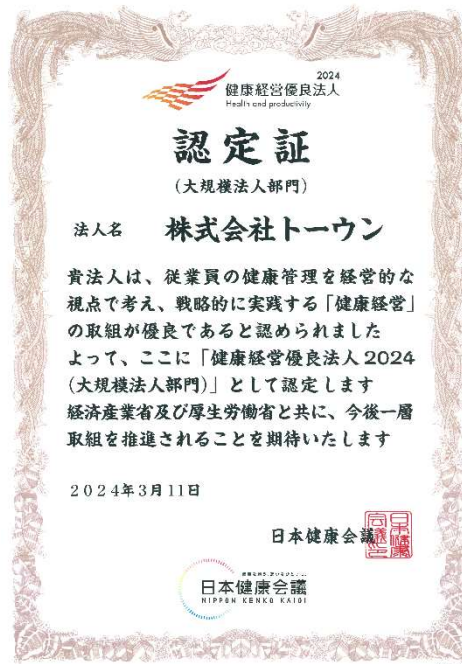 2024
健康経営優良法人
Health and productivity
認定証
(大規模法人部門)
法人名 株式会社トーウン
貴法人は、従業員の健康管理を経営的な
視点で考え、戦略的に実践する「健康経営」
の取組が優良であると認められました
よって、ここに「健康経営優良法人2024
(大規模法人部門)」として認定します
経済産業省及び厚生労働省と共に、今後一層
取組を推進されることを期待いたします
2024年3月11日
日本健康会議
日本健康会議
NIPPON KENKO KAIGI